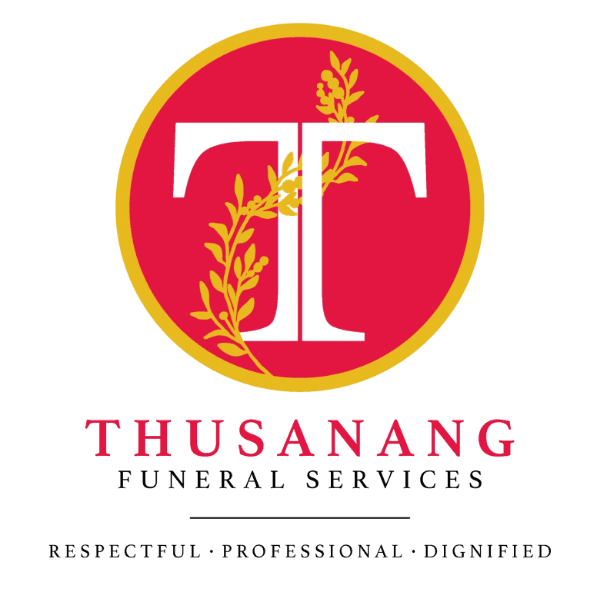 T
THUSANANG
FUNERAL SERVICES
RESPECTFUL · PROFESSIONAL · DIGNIFIED